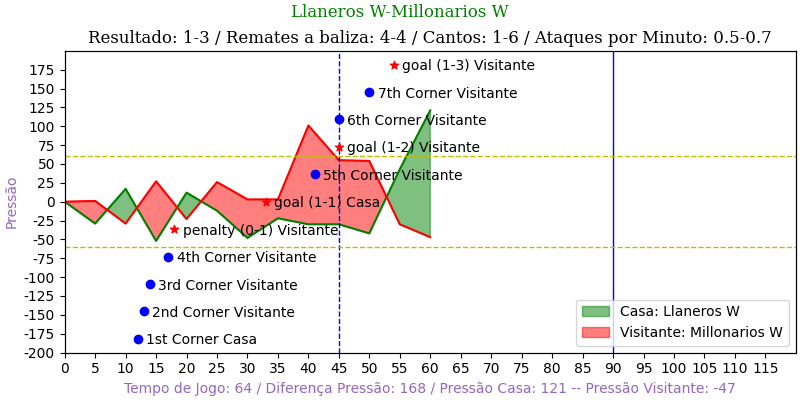 Llaneros W-Millonarios W
Resultado: 1-3 / Remates a baliza: 4-4 / Cantos: 1-6 / Ataques por Minuto: 0.5-0.7
Pressão
175
150
125
100
75
50
25
0
-25
-50
-75
-100
-125
-150
-175
-200
goal (1-3) Visitante
7th Corner Visitante
6th Corner Visitante
goal (1-2) Visitante
5th Corner Visitante
goal (1-1) Casa
penalty (0-1) Visitante
4th Corner Visitante
3rd Corner Visitante
2nd Corner Visitante
1st Corner Casa
Casa: Llaneros W
Visitante: Millonarios W
0 5 10 15 20 25 30 35 40 45 50 55 60 65 70 75 80 85 90 95 100 105 110 115
Tempo de Jogo: 64 / Diferença Pressão: 168 / Pressão Casa: 121 -- Pressão Visitante: -47